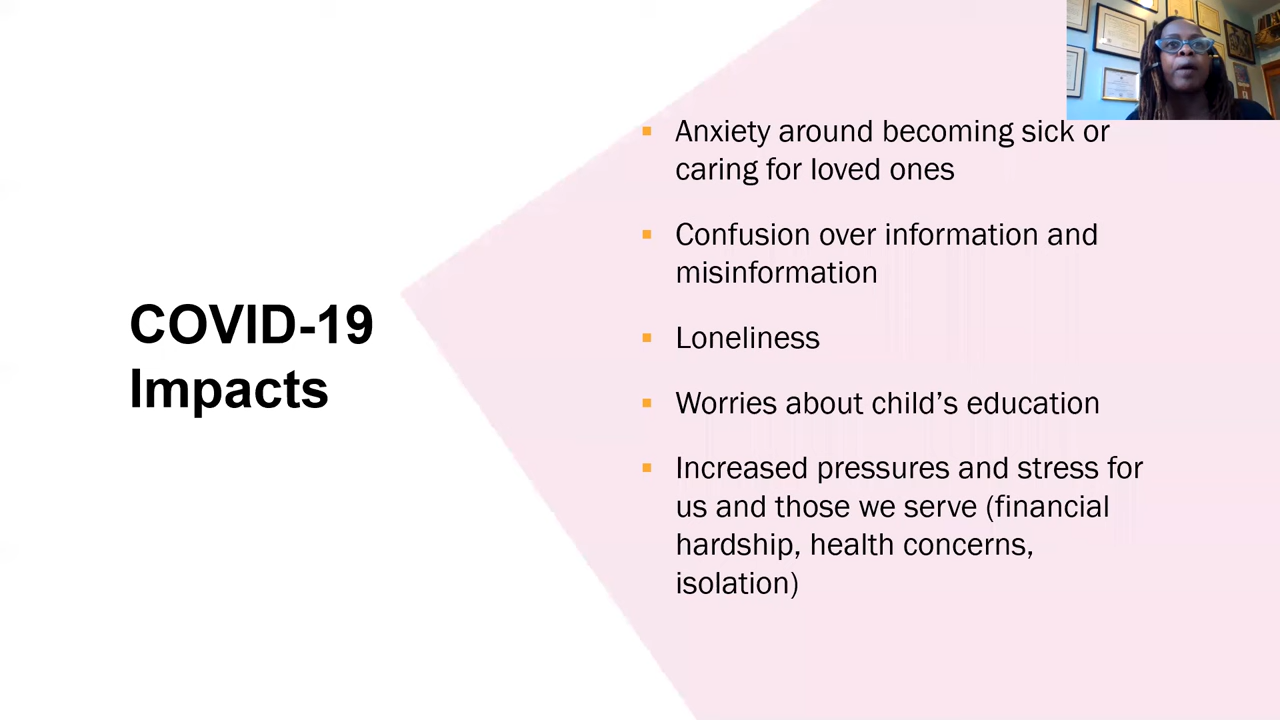 COVID-19
Impacts
▪ Anxiety around becoming sick or
caring for loved ones
▪ Confusion over information and
misinformation
▪ Loneliness
▪ Worries about child’s education
▪ Increased pressures and stress for
us and those we serve (financial
hardship, health concerns,
isolation)